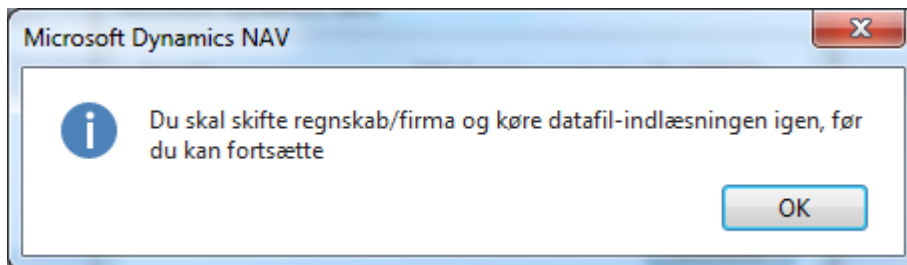 Microsoft Dynamics NAV
Du skal skifte regnskab/firma og køre datafil-indlæsningen igen, før
du kan fortsætte
OK